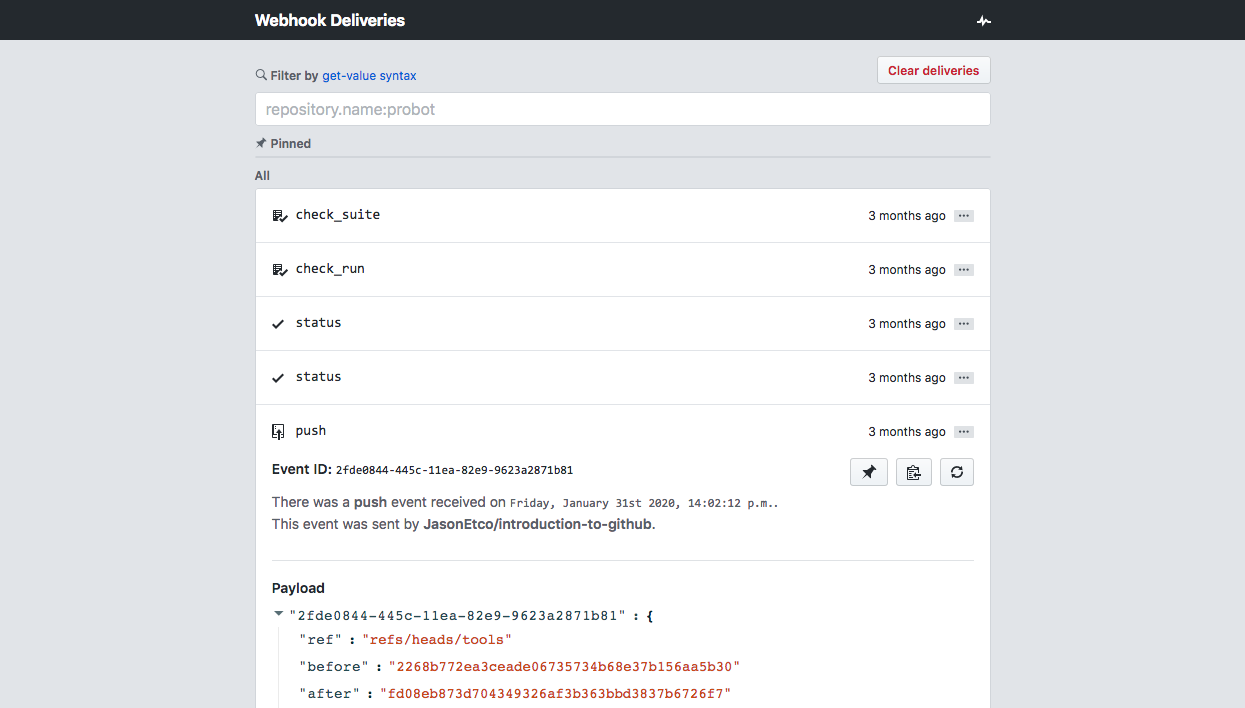 Webhook Deliveries
Filter by get-value syntax
Clear deliveries
repository.name:probot
Pinned
All
check_suite 3 months ago
check_run 3 months ago
status 3 months ago
status 3 months ago
push 3 months ago
Event ID: 2fde0844-445c-11ea-82e9-9623a2871b81
There was a push event received on Friday, January 31st 2020, 14:02:12 p.m..
This event was sent by JasonEtco/introduction-to-github.
Payload
"2fde0844-445c-11ea-82e9-9623a2871b81" : {
"ref" : "refs/heads/tools"
"before" : "2268b772ea3ceade06735734b68e37b156aa5b30"
"after" : "fd08eb873d704349326af3b363bbd3837b6726f7"